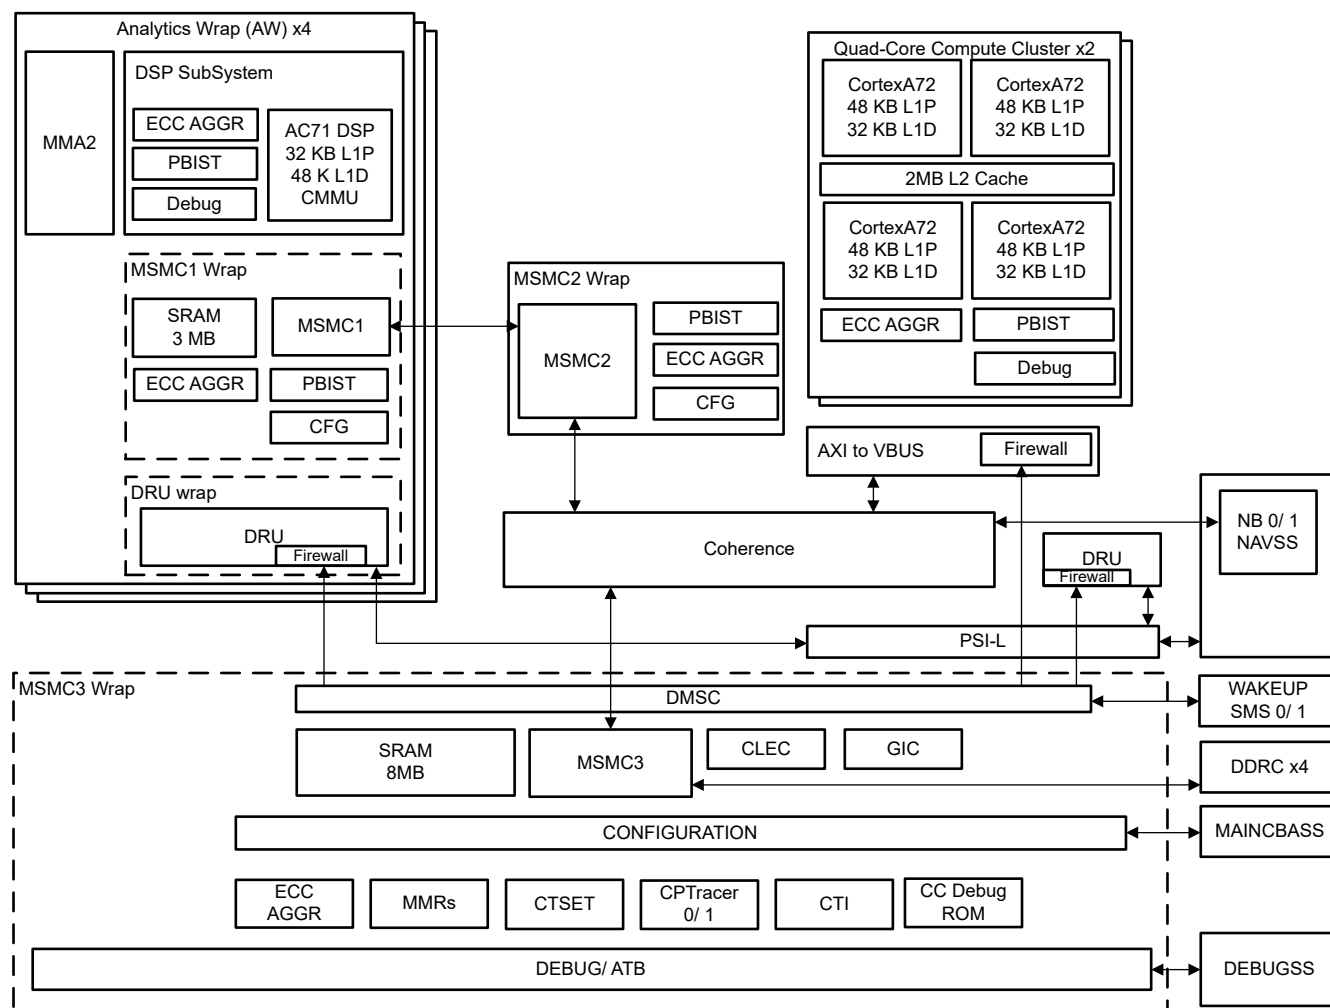 Analytics Wrap (AW) x4
MMA2
DSP SubSystem
ECC AGGR
PBIST
Debug
AC71 DSP
32 KB L1P
48 K L1D
CMMU
MSMC1 Wrap
SRAM
3 MB
MSMC1
ECC AGGR
PBIST
CFG
DRU wrap
DRU
Firewall
MSMC2 Wrap
MSMC2
PBIST
ECC AGGR
CFG
Quad-Core Compute Cluster x2
CortexA72
48 KB L1P
32 KB L1D
CortexA72
48 KB L1P
32 KB L1D
2MB L2 Cache
CortexA72
48 KB L1P
32 KB L1D
CortexA72
48 KB L1P
32 KB L1D
ECC AGGR
PBIST
Debug
AXI to VBUS
Firewall
Coherence
DRU
Firewall
NB 0/ 1
NAVSS
PSI-L
MSMC3 Wrap
DMSC
WAKEUP
SMS 0/ 1
SRAM
8MB
MSMC3
CLEC
GIC
DDRC x4
CONFIGURATION
MAINCBASS
ECC
AGGR
MMRs
CTSET
CPTracer
0/ 1
CTI
CC Debug
ROM
DEBUG/ ATB
DEBUGSS